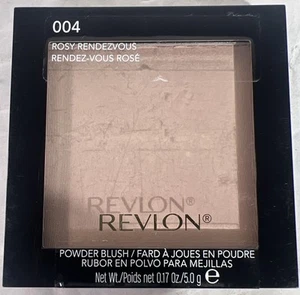 004
ROSY RENDEZVOUS
RENDEZ-VOUS ROSÉ
REVLON®
REVLON®
POWDER BLUSH / FARD À JOUES EN POUDRE
RUBOR EN POLVO PARA MEJILLAS
Net Wt./Poids net 0.17 Oz./5.0 g ℮